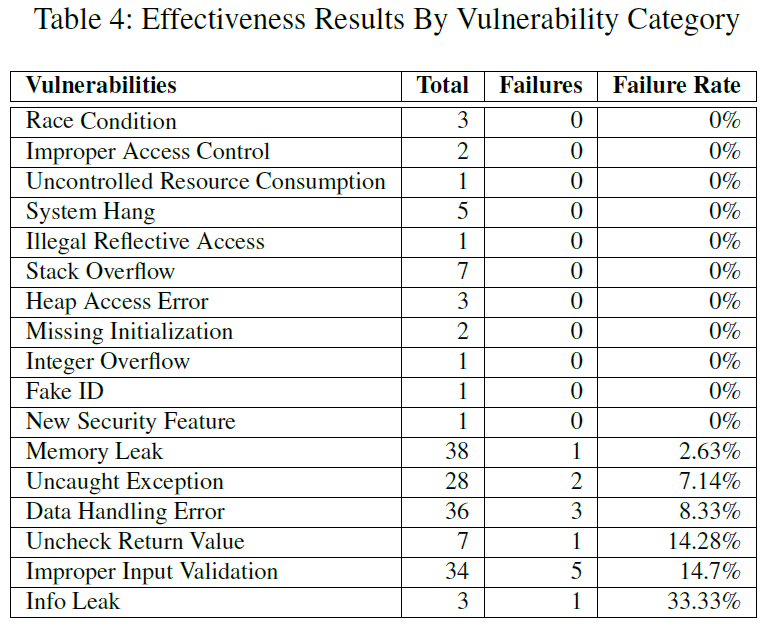 Table 4: Effectiveness Results By Vulnerability Category
Vulnerabilities Total Failures Failure Rate
Race Condition 3 0 0%
Improper Access Control 2 0 0%
Uncontrolled Resource Consumption 1 0 0%
System Hang 5 0 0%
Illegal Reflective Access 1 0 0%
Stack Overflow 7 0 0%
Heap Access Error 3 0 0%
Missing Initialization 2 0 0%
Integer Overflow 1 0 0%
Fake ID 1 0 0%
New Security Feature 1 0 0%
Memory Leak 38 1 2.63%
Uncaught Exception 28 2 7.14%
Data Handling Error 36 3 8.33%
Uncheck Return Value 7 1 14.28%
Improper Input Validation 34 5 14.7%
Info Leak 3 1 33.33%